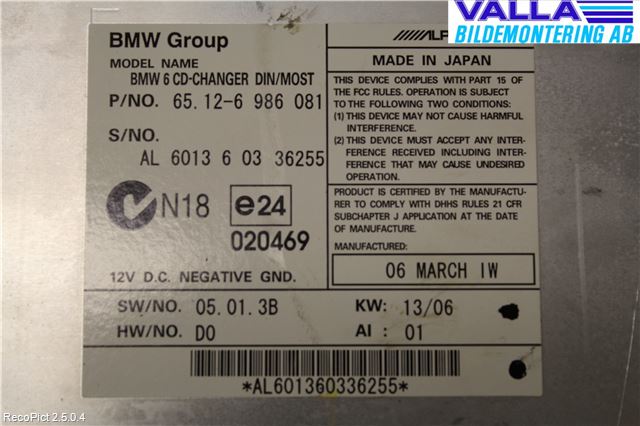 VALLA
BILDEMONTERING AB
BMW Group
MODEL NAME
BMW 6 CD-CHANGER DIN/MOST
P/NO. 65.12-6 986 081
S/NO.
AL 6013 6 03 36255
N18
e24
020469
12V D.C. NEGATIVE GND.
MADE IN JAPAN
THIS DEVICE COMPLIES WITH PART 15 OF
THE FCC RULES. OPERATION IS SUBJECT
TO THE FOLLOWING TWO CONDITIONS:
(1) THIS DEVICE MAY NOT CAUSE HARMFUL
INTERFERENCE.
(2) THIS DEVICE MUST ACCEPT ANY INTER-
FERENCE RECEIVED INCLUDING INTER-
FERENCE THAT MAY CAUSE UNDESIRED
OPERATION.
PRODUCT IS CERTIFIED BY THE MANUFACTU-
RER TO COMPLY WITH DHHS RULES 21 CFR
SUBCHAPTER J APPLICATION AT THE DATE
OF MANUFACTURE.
MANUFACTURED:
06 MARCH IW
SW/NO. 05.01.3B
KW: 13/06
HW/NO. D0
AI : 01
*AL601360336255*
RecoPict 2.5.0.4